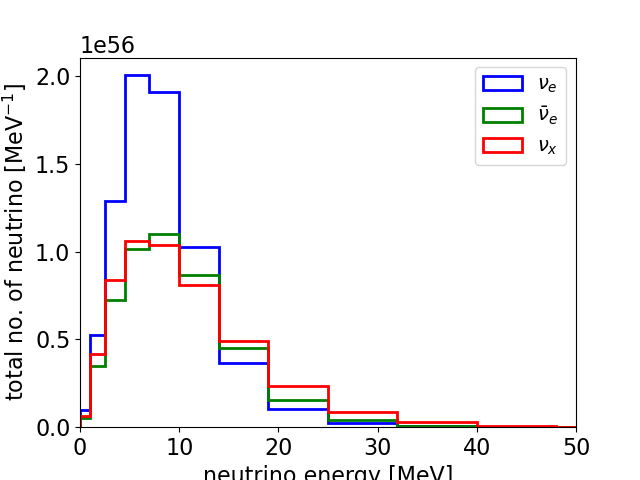 1e56
total no. of neutrino [MeV⁻¹]
2.0
1.5
1.0
0.5
0.0
0 10 20 30 40 50
neutrino energy [MeV]
νₑ
ν̄ₑ
νₓ